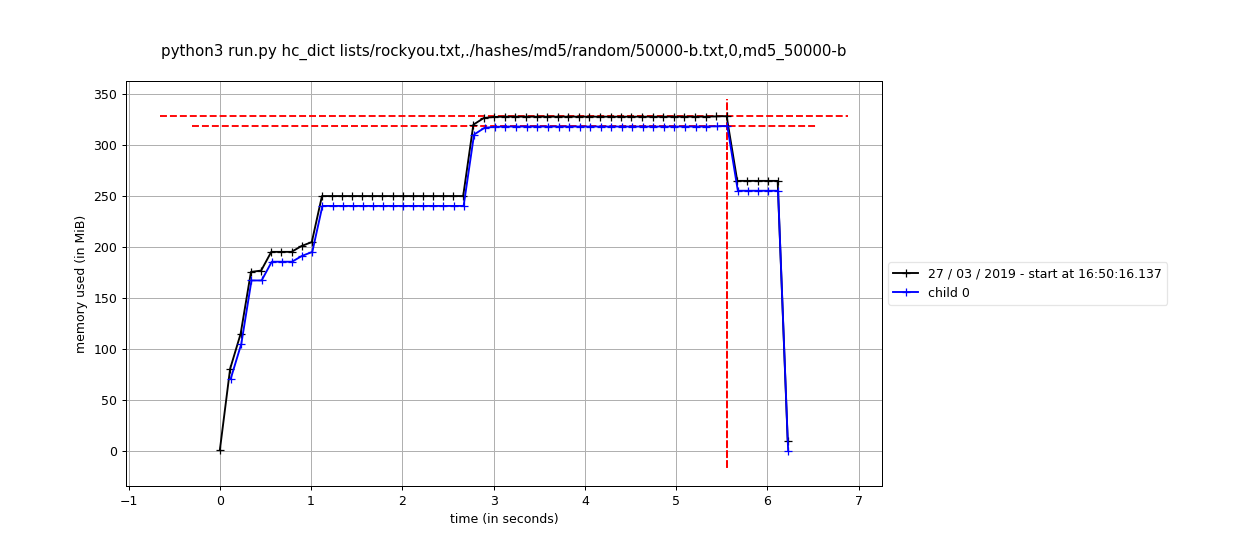 python3 run.py hc_dict lists/rockyou.txt,./hashes/md5/random/50000-b.txt,0,md5_50000-b
350
300
250
200
150
100
50
0
memory used (in MiB)
−1 0 1 2 3 4 5 6 7
time (in seconds)
27 / 03 / 2019 - start at 16:50:16.137
child 0